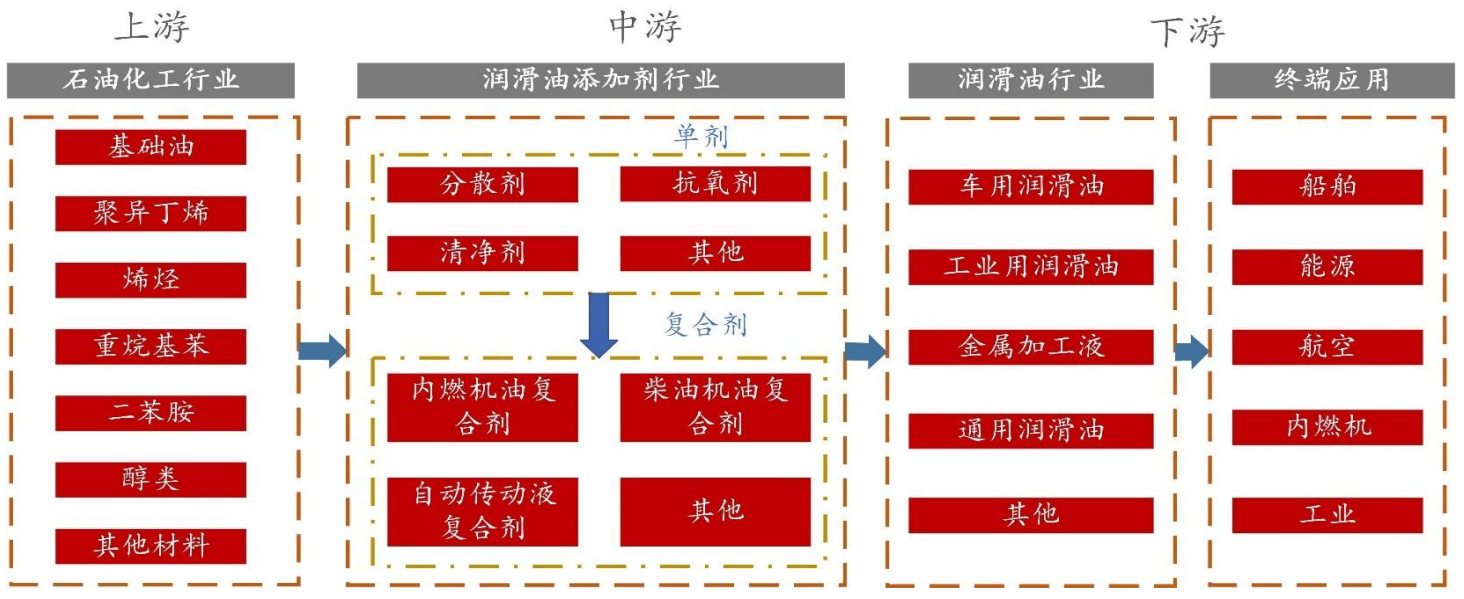 上游
中游
下游
石油化工行业
润滑油添加剂行业
润滑油行业
终端应用
基础油
聚异丁烯
烯烃
重烷基苯
二苯胺
醇类
其他材料
单剂
分散剂
抗氧剂
清净剂
其他
复合剂
内燃机油复
合剂
柴油机油复
合剂
自动传动液
复合剂
其他
车用润滑油
工业用润滑油
金属加工液
通用润滑油
其他
船舶
能源
航空
内燃机
工业